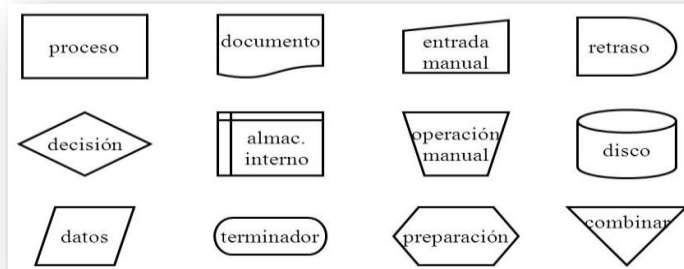 proceso
documento
entrada
manual
retraso
decisión
almac.
interno
operación
manual
disco
datos
terminador
preparación
combinar